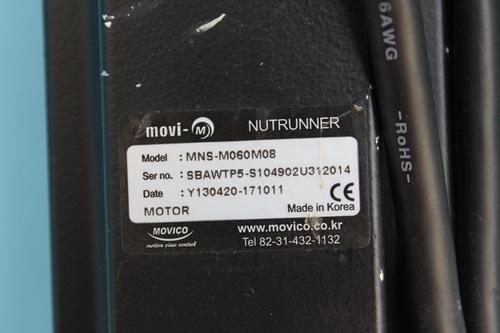 movi-M NUTRUNNER
Model : MNS-M060M08
Ser no. : SBAWTP5-S104902U312014
Date : Y130420-171011
CE
MOTOR Made in Korea
MOVICO www.movico.co.kr
motion view control Tel 82-31-432-1132
6AWG
-RoHS-